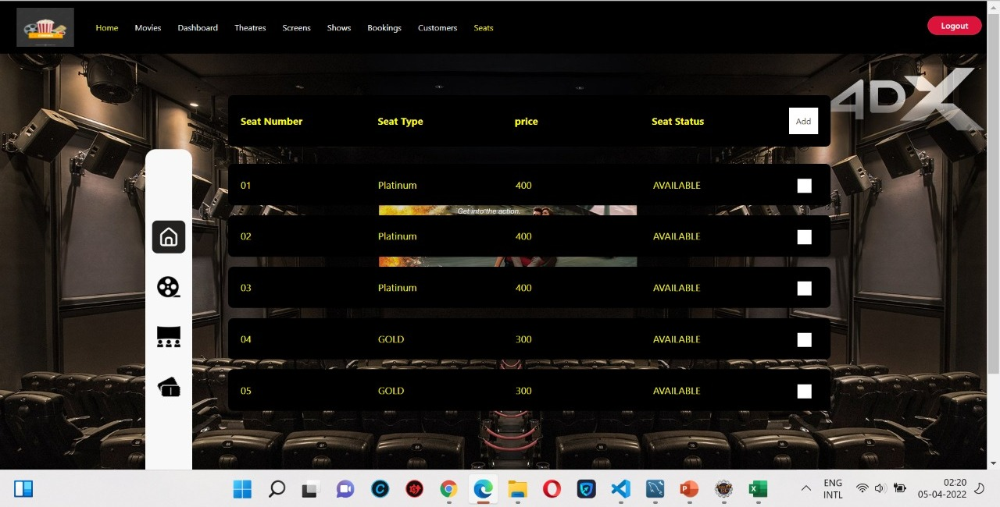 Home Movies Dashboard Theatres Screens Shows Bookings Customers Seats Logout
4DX
Seat Number Seat Type price Seat Status Add
01 Platinum 400 AVAILABLE
Get into the action.
02 Platinum 400 AVAILABLE
03 Platinum 400 AVAILABLE
04 GOLD 300 AVAILABLE
05 GOLD 300 AVAILABLE
ENG 02:20
INTL 05-04-2022